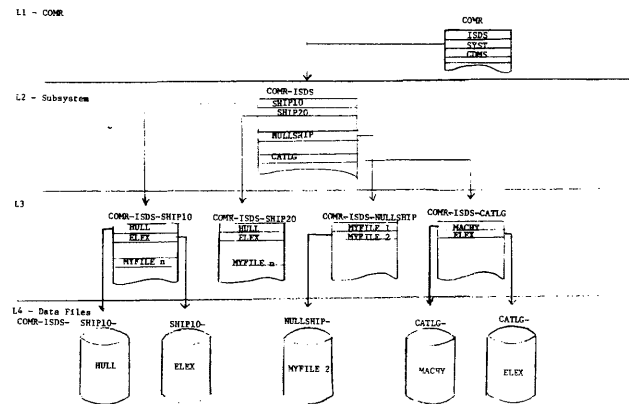 L1 - COMR
COMR
ISDS
SYST
GDMS
L2 - Subsystem
COMR-ISDS
SHIP10
SHIP20
NULLSHIP
CATLG
L3
COMR-ISDS-SHIP10
HULL
ELEX
MYFILE n
COMR-ISDS-SHIP20
HULL
ELEX
MYFILE n
COMR-ISDS-NULLSHIP
MYFILE 1
MYFILE 2
COMR-ISDS-CATLG
MACHY
ELEX
L4 - Data Files
COMR-ISDS- SHIP10- SHIP10- NULLSHIP- CATLG- CATLG-
HULL ELEX MYFILE 2 MACHY ELEX